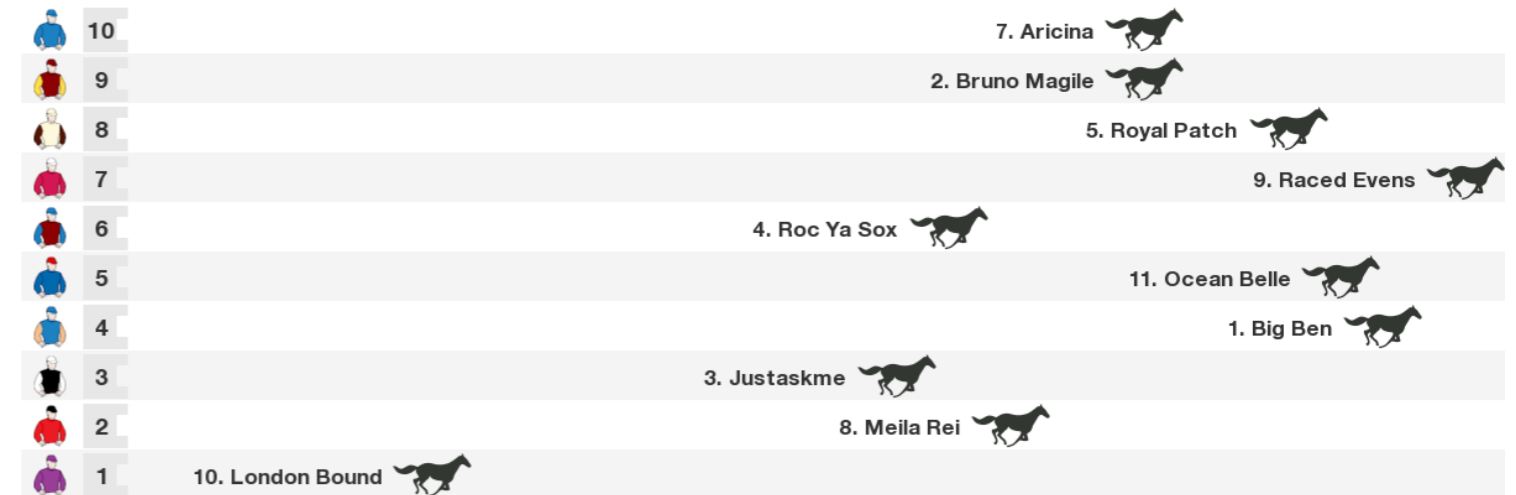 10 7. Aricina
9 2. Bruno Magile
8 5. Royal Patch
7 9. Raced Evens
6 4. Roc Ya Sox
5 11. Ocean Belle
4 1. Big Ben
3 3. Justaskme
2 8. Meila Rei
1 10. London Bound